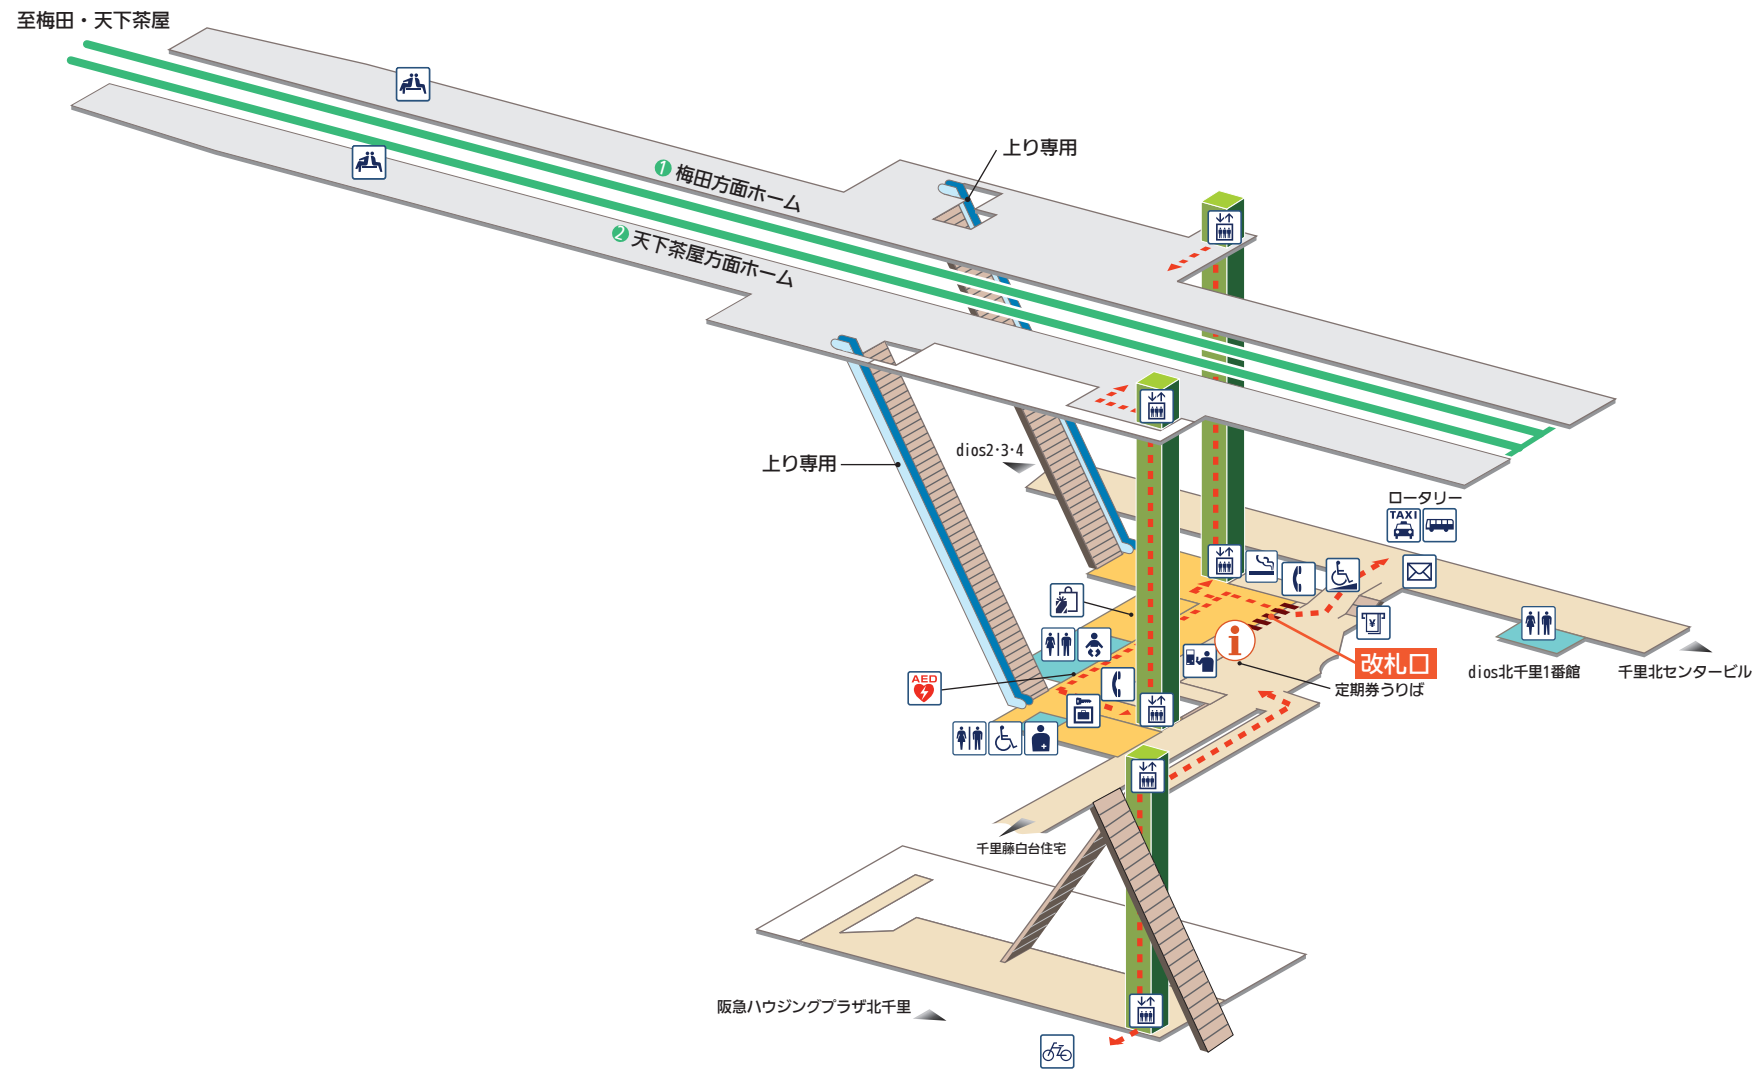 至梅田・天下茶屋
上り専用
1 梅田方面ホーム
2 天下茶屋方面ホーム
上り専用
dios2・3・4
ロータリー
TAXI
¥
i
改札口
定期券うりば
dios北千里1番館
千里北センタービル
AED
千里藤白台住宅
阪急ハウジングプラザ北千里